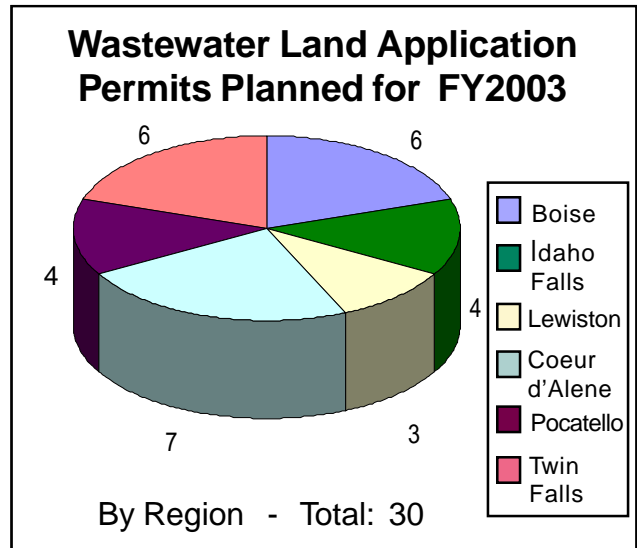 Wastewater Land Application
Permits Planned for FY2003
6
6
4
4
7
3
Boise
Idaho
Falls
Lewiston
Coeur
d'Alene
Pocatello
Twin
Falls
By Region - Total: 30